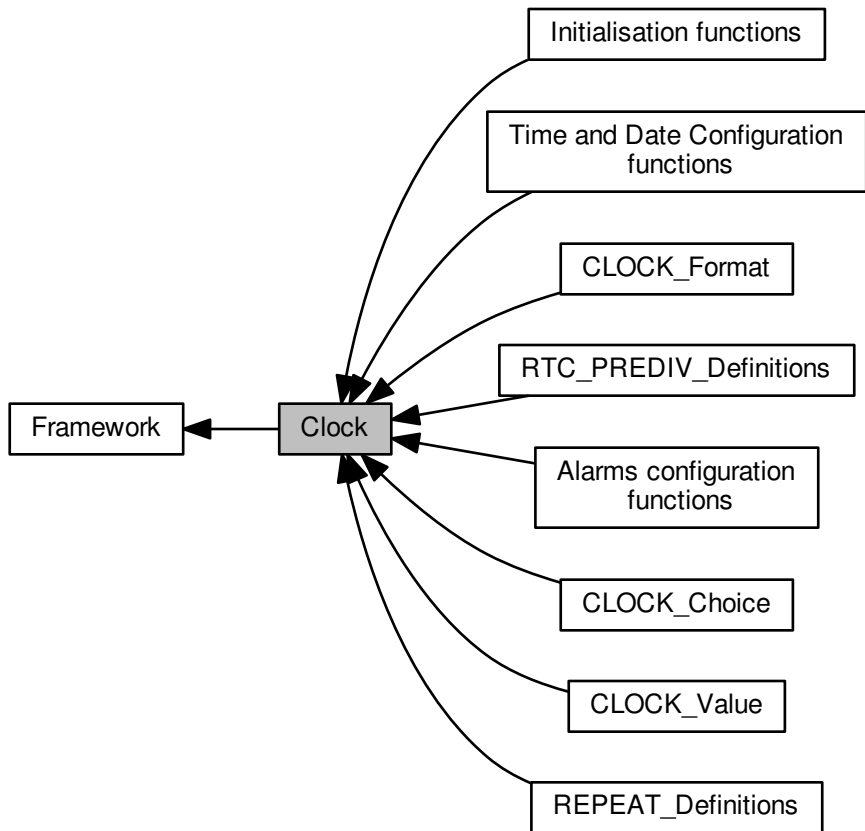 Initialisation functions
Time and Date Configuration
functions
CLOCK_Format
RTC_PREDIV_Definitions
Framework
Clock
Alarms configuration
functions
CLOCK_Choice
CLOCK_Value
REPEAT_Definitions